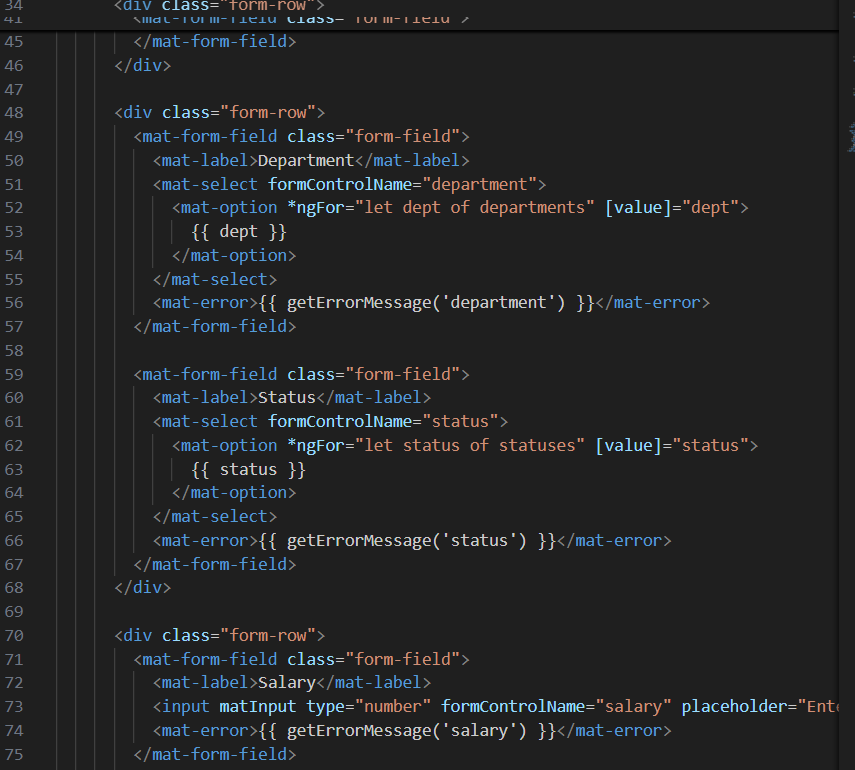 34 <div class="form-row">
41 <mat-form-field class="form-field">
45 </mat-form-field>
46 </div>
47
48 <div class="form-row">
49 <mat-form-field class="form-field">
50 <mat-label>Department</mat-label>
51 <mat-select formControlName="department">
52 <mat-option *ngFor="let dept of departments" [value]="dept">
53 {{ dept }}
54 </mat-option>
55 </mat-select>
56 <mat-error>{{ getErrorMessage('department') }}</mat-error>
57 </mat-form-field>
58
59 <mat-form-field class="form-field">
60 <mat-label>Status</mat-label>
61 <mat-select formControlName="status">
62 <mat-option *ngFor="let status of statuses" [value]="status">
63 {{ status }}
64 </mat-option>
65 </mat-select>
66 <mat-error>{{ getErrorMessage('status') }}</mat-error>
67 </mat-form-field>
68 </div>
69
70 <div class="form-row">
71 <mat-form-field class="form-field">
72 <mat-label>Salary</mat-label>
73 <input matInput type="number" formControlName="salary" placeholder="Ent
74 <mat-error>{{ getErrorMessage('salary') }}</mat-error>
75 </mat-form-field>